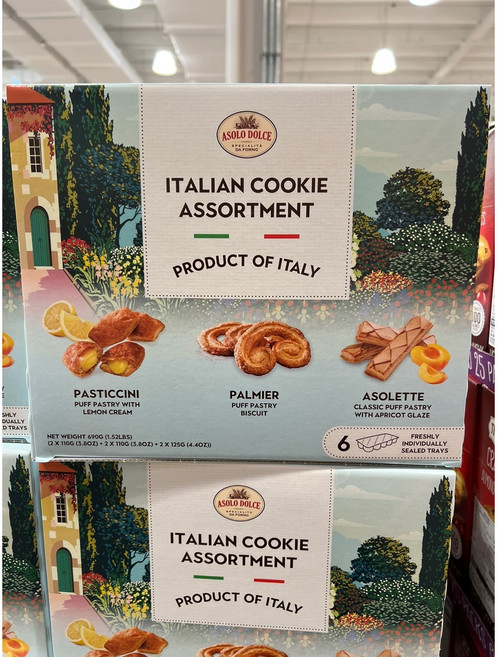 ASOLO DOLCE
SPECIALITÀ
DA FORNO
ITALIAN COOKIE
ASSORTMENT
PRODUCT OF ITALY
PASTICCINI
PUFF PASTRY WITH
LEMON CREAM
PALMIER
PUFF PASTRY
BISCUIT
ASOLETTE
CLASSIC PUFF PASTRY
WITH APRICOT GLAZE
NET WEIGHT 690G (1.52LBS)
(2 X 110G (3.8OZ) + 2 X 110G (3.8OZ) + 2 X 125G (4.4OZ))
6 FRESHLY
INDIVIDUALLY
SEALED TRAYS
25 P
DUALLY
D TRAYS
ASOLO DOLCE
SPECIALITÀ
DA FORNO
ITALIAN COOKIE
ASSORTMENT
PRODUCT OF ITALY